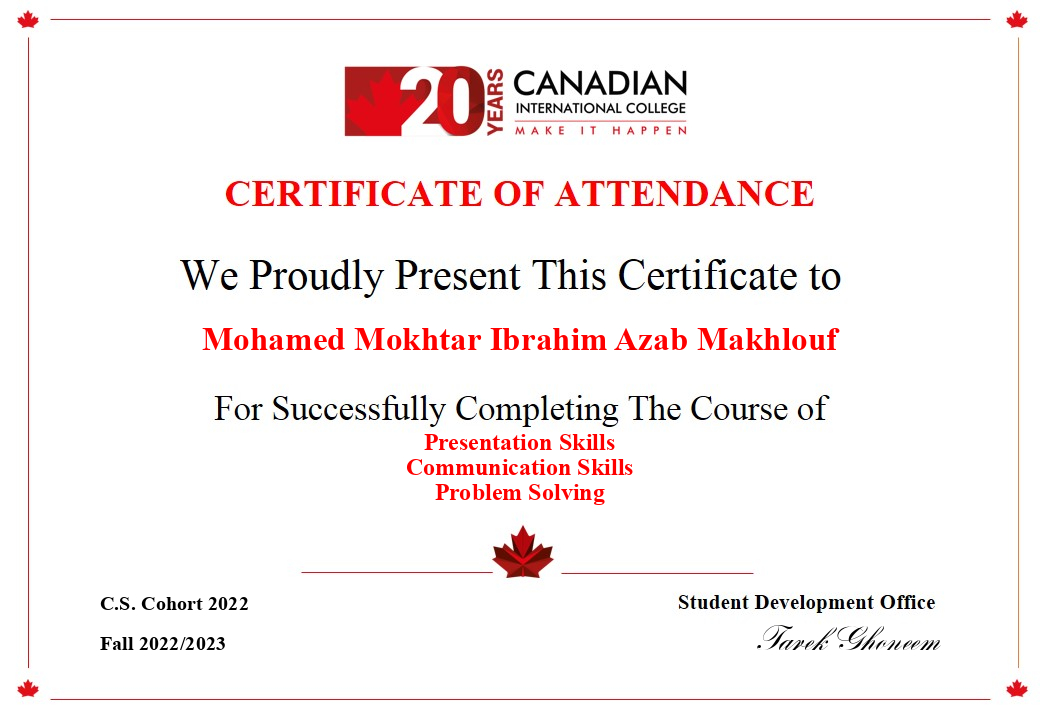 20 YEARS
CANADIAN
INTERNATIONAL COLLEGE
MAKE IT HAPPEN
CERTIFICATE OF ATTENDANCE
We Proudly Present This Certificate to
Mohamed Mokhtar Ibrahim Azab Makhlouf
For Successfully Completing The Course of
Presentation Skills
Communication Skills
Problem Solving
C.S. Cohort 2022
Student Development Office
Fall 2022/2023
Tarek Ghoneem